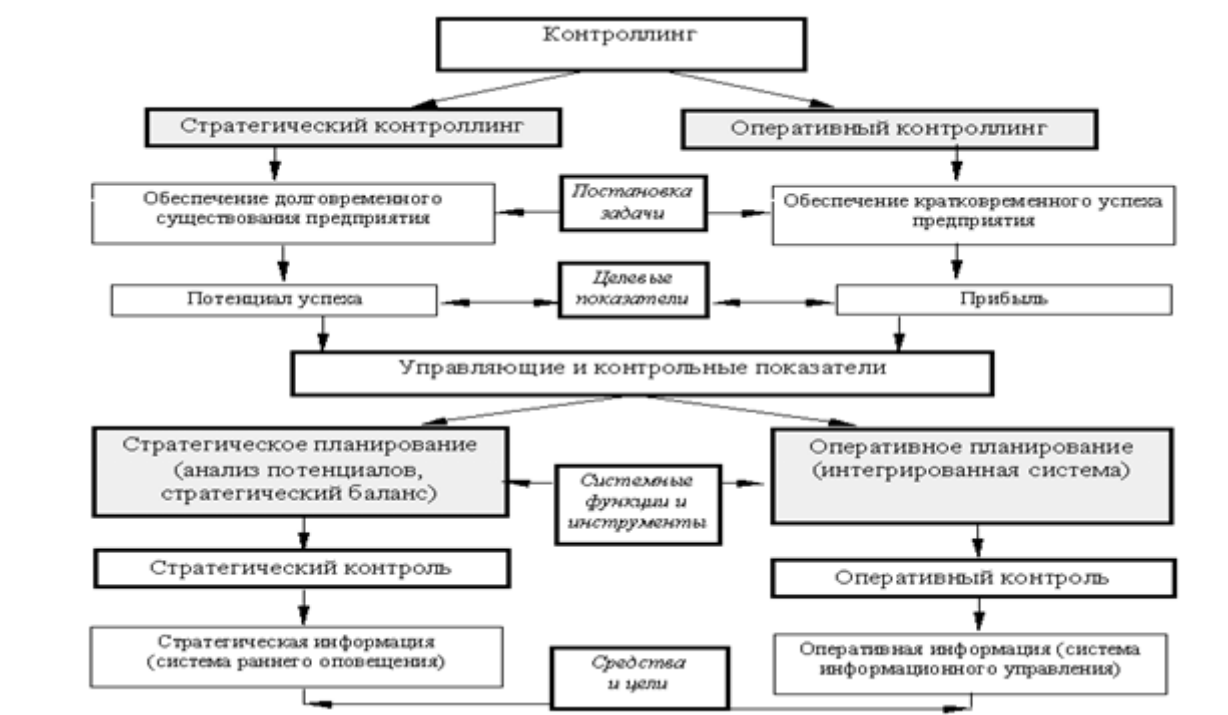 Контроллинг
Стратегический контроллинг
Оперативный контроллинг
Обеспечение долговременного
существования предприятия
Постановка
задачи
Обеспечение кратковременного успеха
предприятия
Потенциал успеха
Целевые
показатели
Прибыль
Управляющие и контрольные показатели
Стратегическое планирование
(анализ потенциалов,
стратегический баланс)
Системные
функции и
инструменты
Оперативное планирование
(интегрированная система)
Стратегический контроль
Оперативный контроль
Стратегическая информация
(система раннего оповещения)
Средства
и цели
Оперативная информация (система
информационного управления)